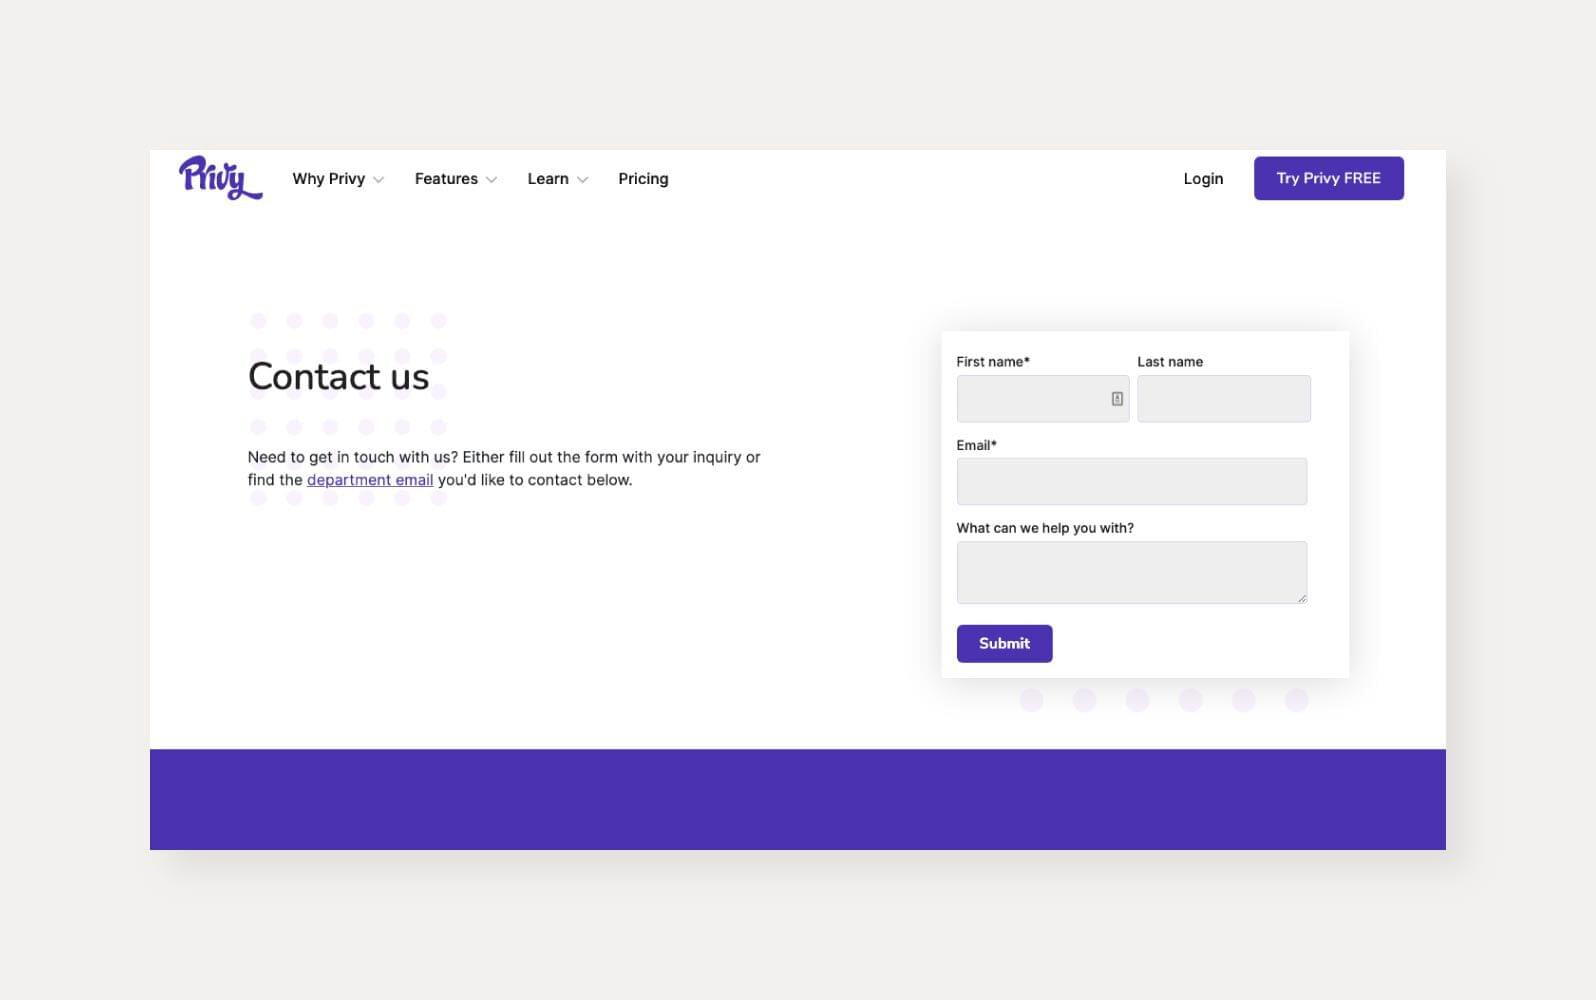 Privy
Why Privy
Features
Learn
Pricing
Login
Try Privy FREE
Contact us
Need to get in touch with us? Either fill out the form with your inquiry or
find the department email you'd like to contact below.
First name*
Last name
Email*
What can we help you with?
Submit